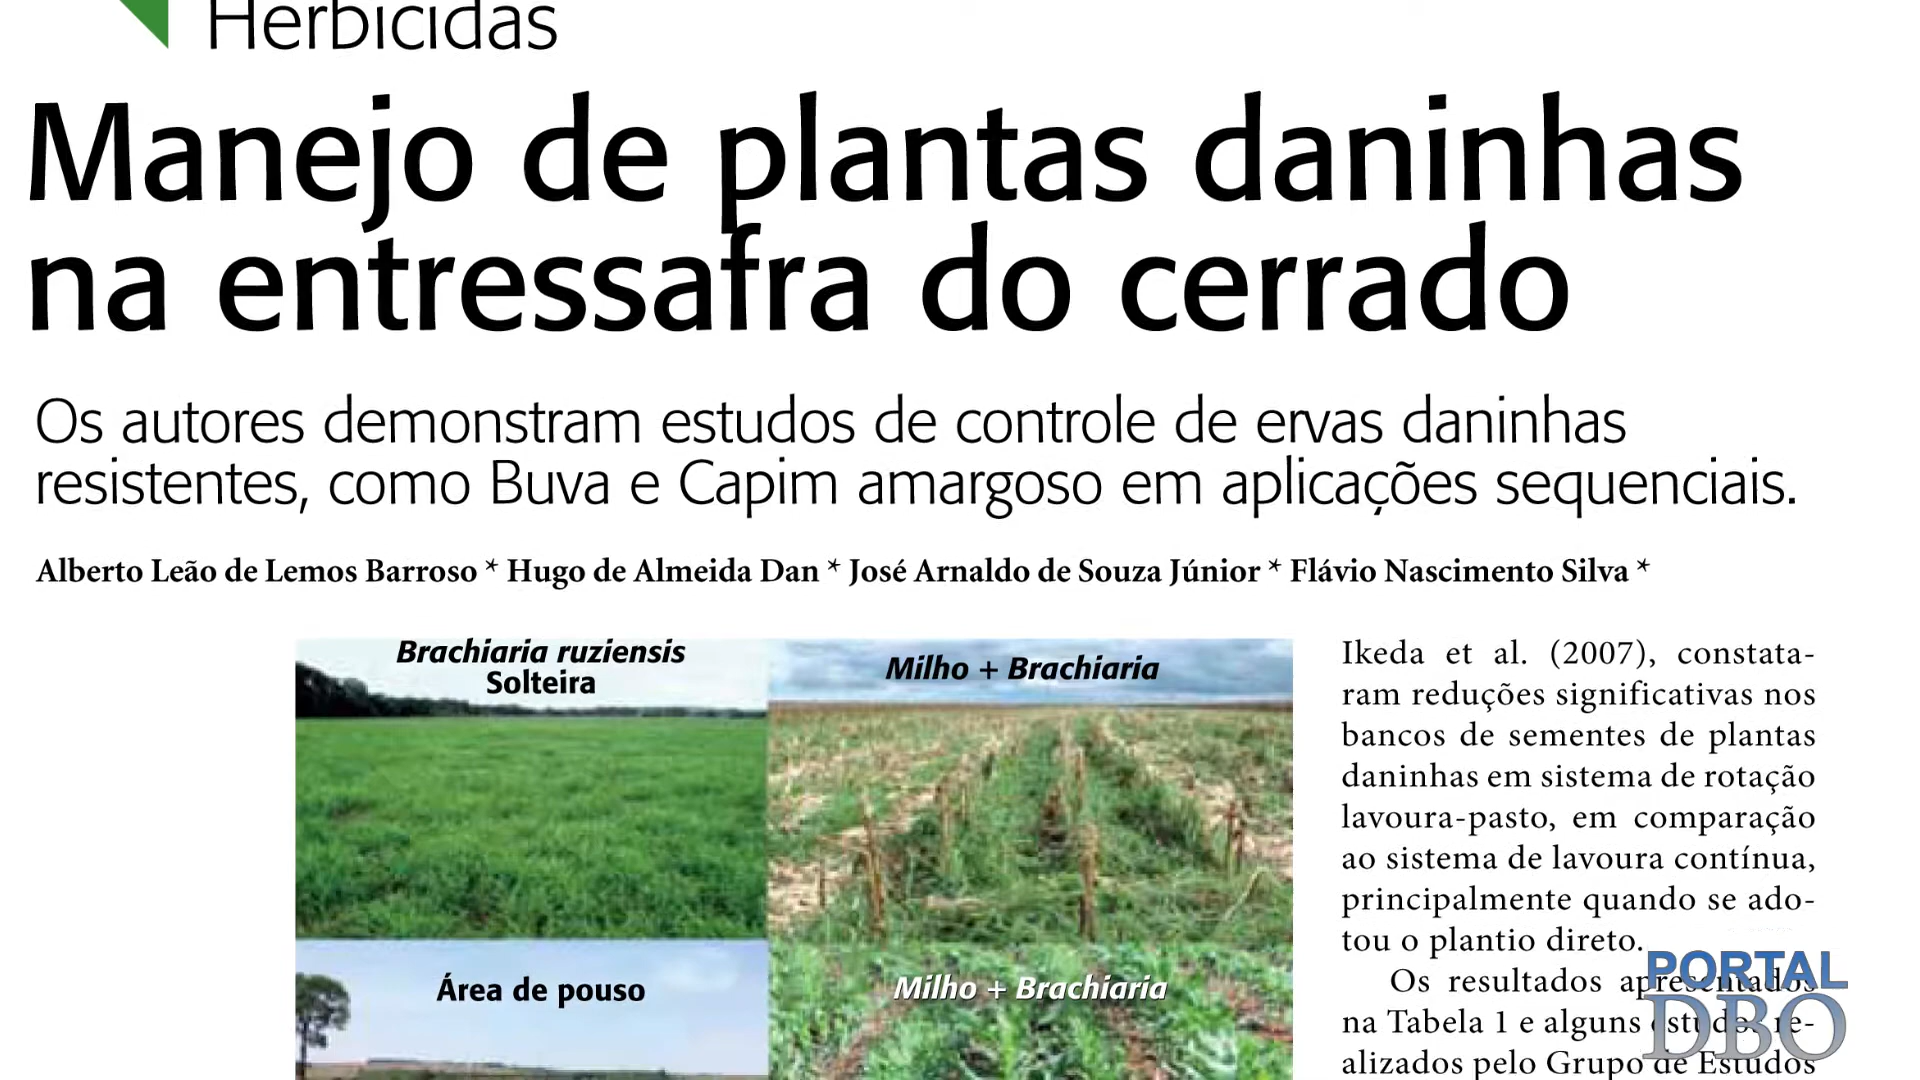 Herbicidas
Manejo de plantas daninhas
na entressafra do cerrado
Os autores demonstram estudos de controle de ervas daninhas
resistentes, como Buva e Capim amargoso em aplicações sequenciais.
Alberto Leão de Lemos Barroso * Hugo de Almeida Dan * José Arnaldo de Souza Júnior * Flávio Nascimento Silva *
Brachiaria ruziensis
Solteira
Milho + Brachiaria
Área de pouso
Milho + Brachiaria
Ikeda et al. (2007), constata-
ram reduções significativas nos
bancos de sementes de plantas
daninhas em sistema de rotação
lavoura-pasto, em comparação
ao sistema de lavoura contínua,
principalmente quando se ado-
tou o plantio direto.
Os resultados apresentados
na Tabela 1 e alguns estudos re-
alizados pelo Grupo de Estudos
PORTAL
DBO